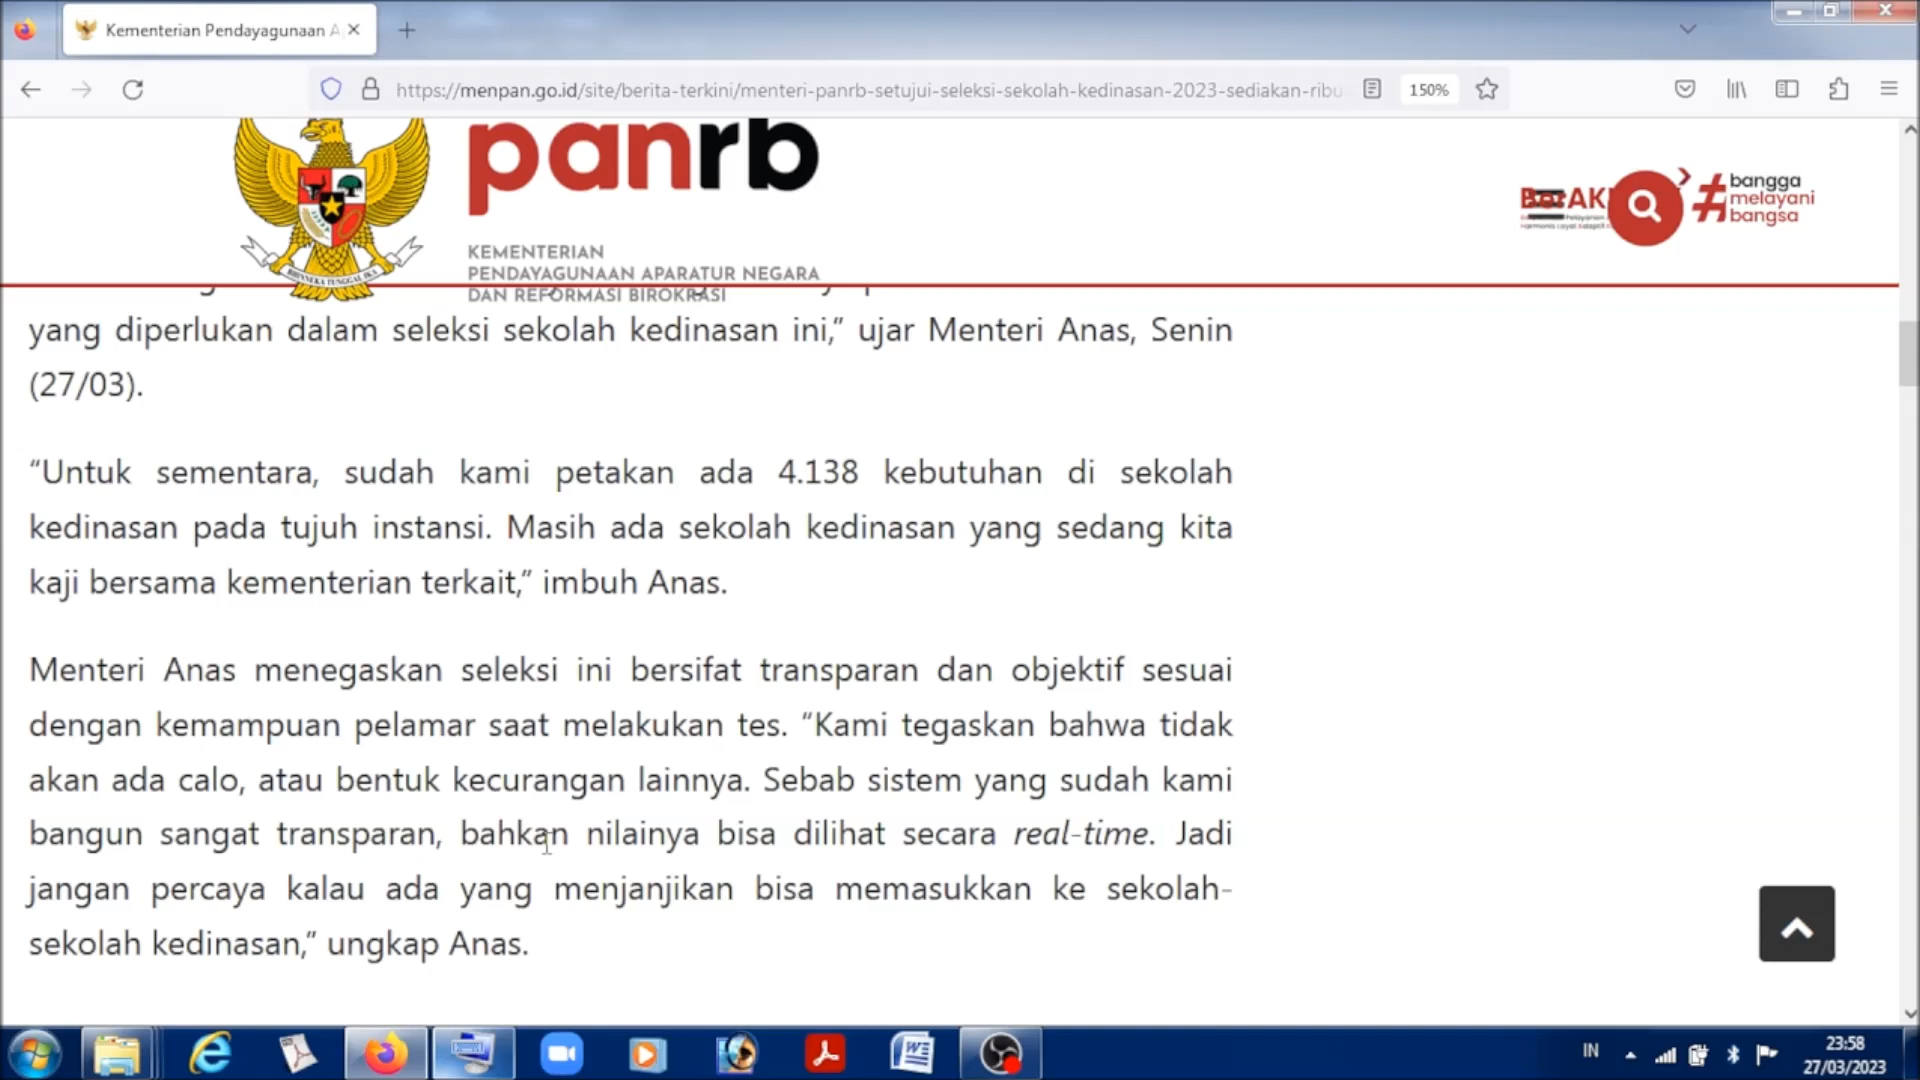 Kementerian Pendayagunaan A
https://menpan.go.id/site/berita-terkini/menteri-panrb-setujui-seleksi-sekolah-kedinasan-2023-sediakan-ribu
150%
panrb
BHINNEKA TUNGGAL IKA
KEMENTERIAN
PENDAYAGUNAAN APARATUR NEGARA
DAN REFORMASI BIROKRASI
#bangga
melayani
bangsa
yang diperlukan dalam seleksi sekolah kedinasan ini,” ujar Menteri Anas, Senin
(27/03).
“Untuk sementara, sudah kami petakan ada 4.138 kebutuhan di sekolah
kedinasan pada tujuh instansi. Masih ada sekolah kedinasan yang sedang kita
kaji bersama kementerian terkait,” imbuh Anas.
Menteri Anas menegaskan seleksi ini bersifat transparan dan objektif sesuai
dengan kemampuan pelamar saat melakukan tes. “Kami tegaskan bahwa tidak
akan ada calo, atau bentuk kecurangan lainnya. Sebab sistem yang sudah kami
bangun sangat transparan, bahkan nilainya bisa dilihat secara real-time. Jadi
jangan percaya kalau ada yang menjanjikan bisa memasukkan ke sekolah-
sekolah kedinasan,” ungkap Anas.
IN
23:58
27/03/2023